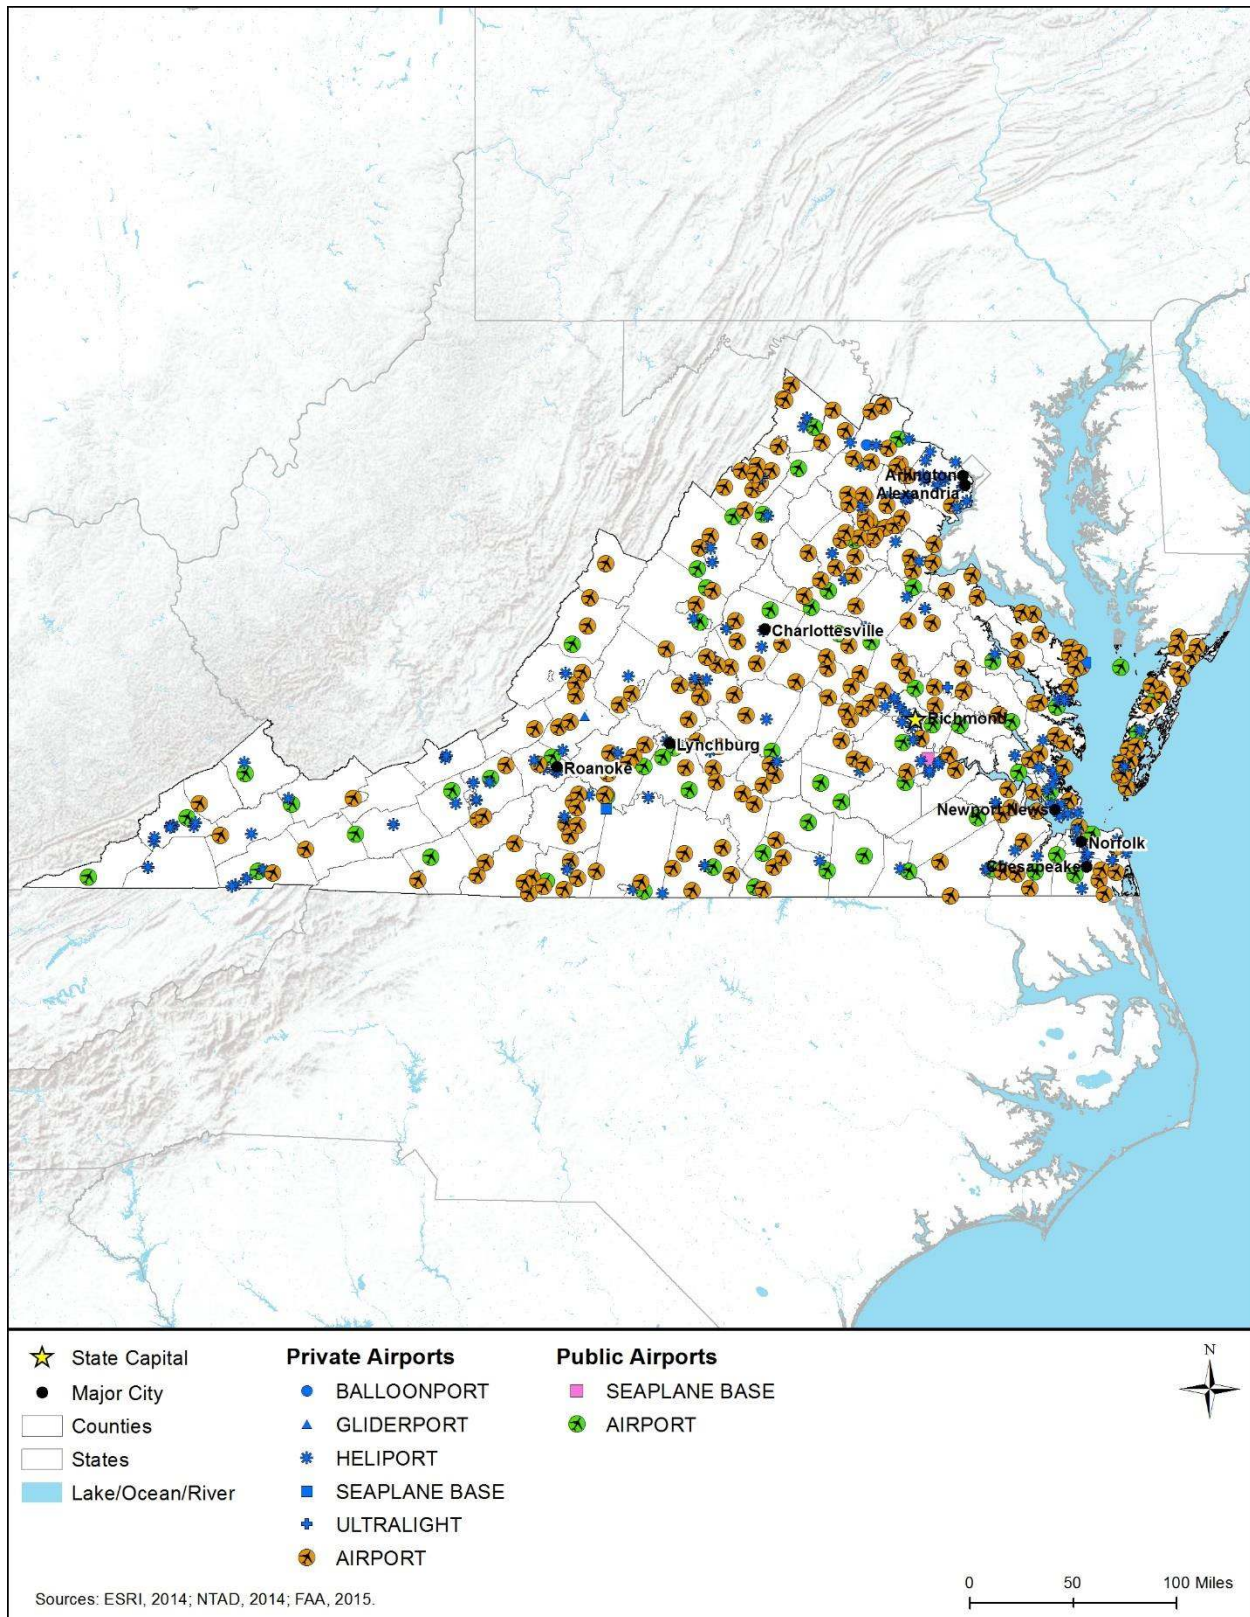 Arlington
Alexandria
Charlottesville
Richmond
Lynchburg
Roanoke
Newport News
Norfolk
Chesapeake
State Capital
Major City
Counties
States
Lake/Ocean/River
Private Airports
BALLOONPORT
GLIDERPORT
HELIPORT
SEAPLANE BASE
ULTRALIGHT
AIRPORT
Public Airports
SEAPLANE BASE
AIRPORT
N
0 50 100 Miles
Sources: ESRI, 2014; NTAD, 2014; FAA, 2015.